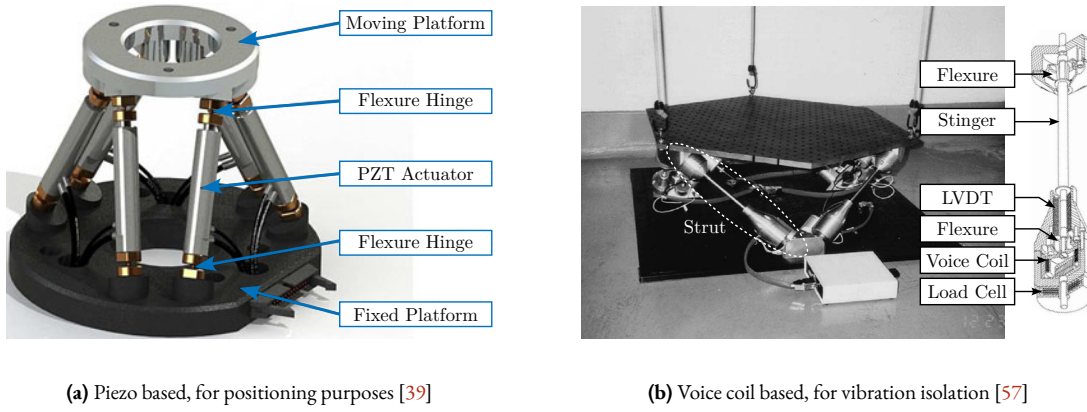 Moving Platform
Flexure Hinge
PZT Actuator
Flexure Hinge
Fixed Platform
Flexure
Stinger
LVDT
Flexure
Voice Coil
Load Cell
Strut
(a) Piezo based, for positioning purposes [39]
(b) Voice coil based, for vibration isolation [57]